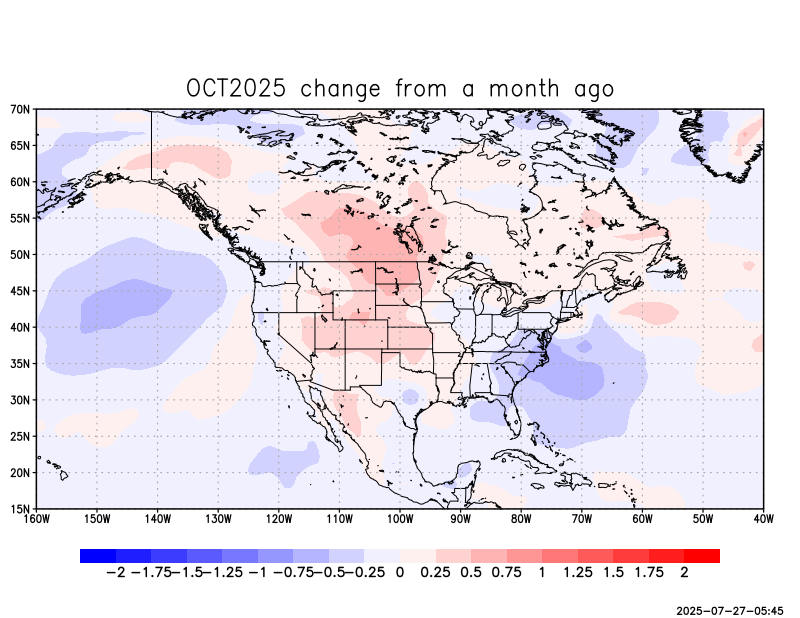 OCT2025 change from a month ago
70N
65N
60N
55N
50N
45N
40N
35N
30N
25N
20N
15N
160W 150W 140W 130W 120W 110W 100W 90W 80W 70W 60W 50W 40W
-2 -1.75 -1.5 -1.25 -1 -0.75 -0.5 -0.25 0 0.25 0.5 0.75 1 1.25 1.5 1.75 2
2025-07-27-05:45